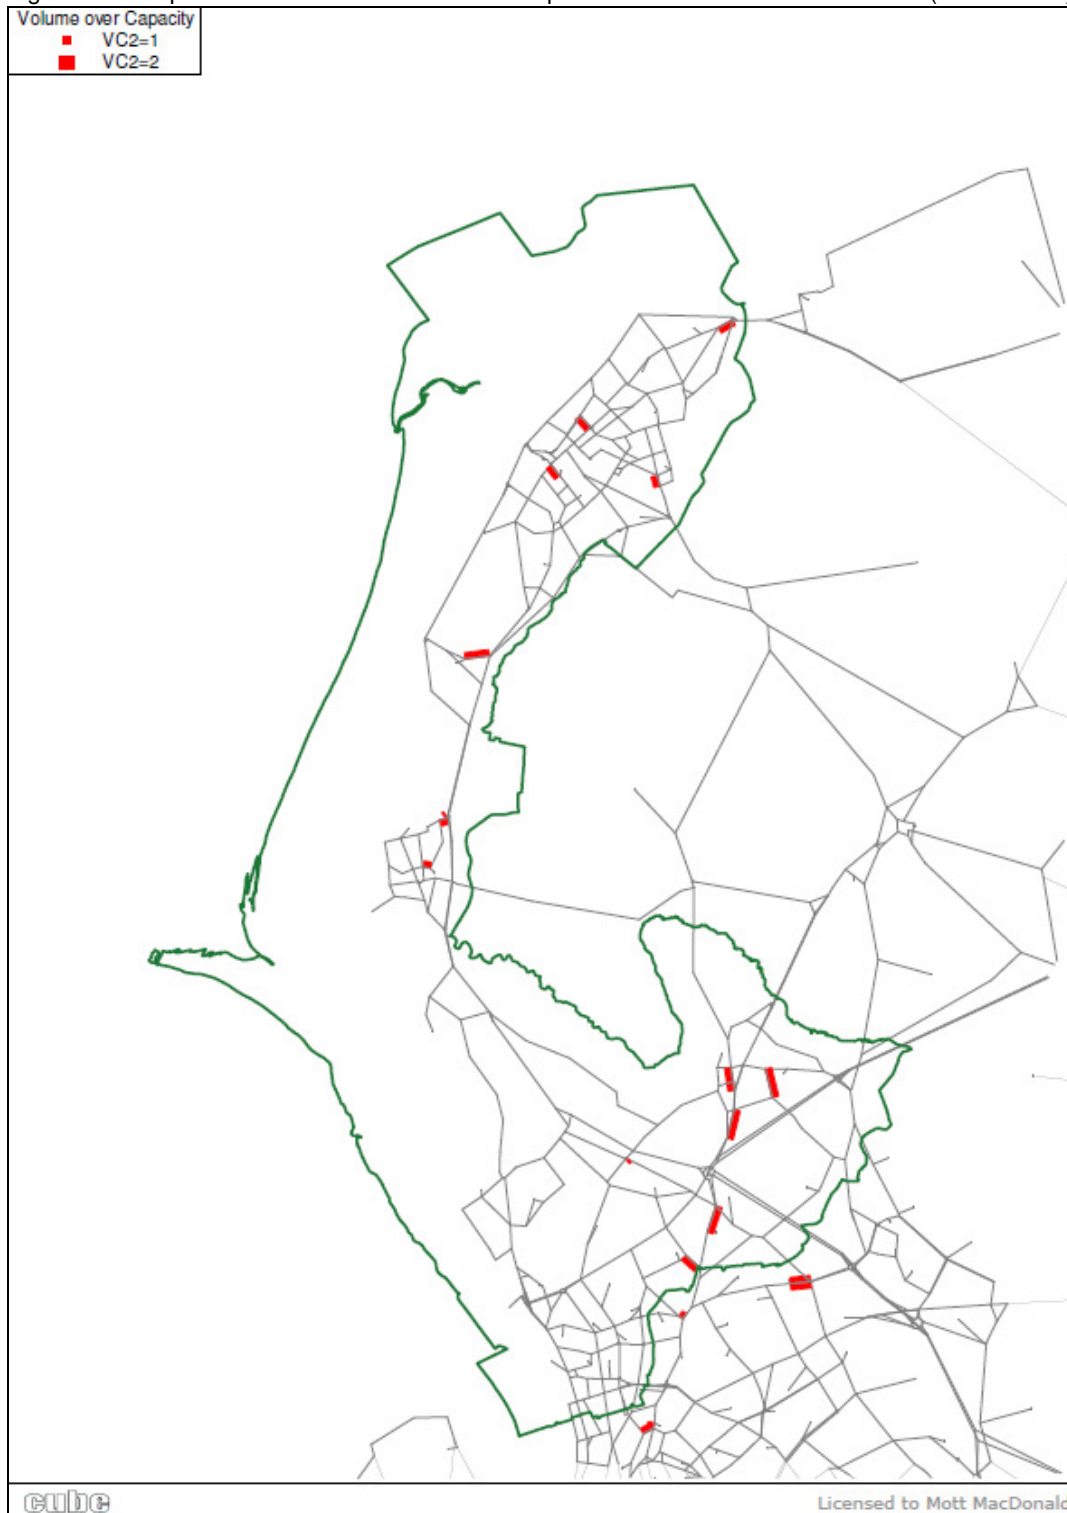 Volume over Capacity
VC2=1
VC2=2
cube
Licensed to Mott MacDonald